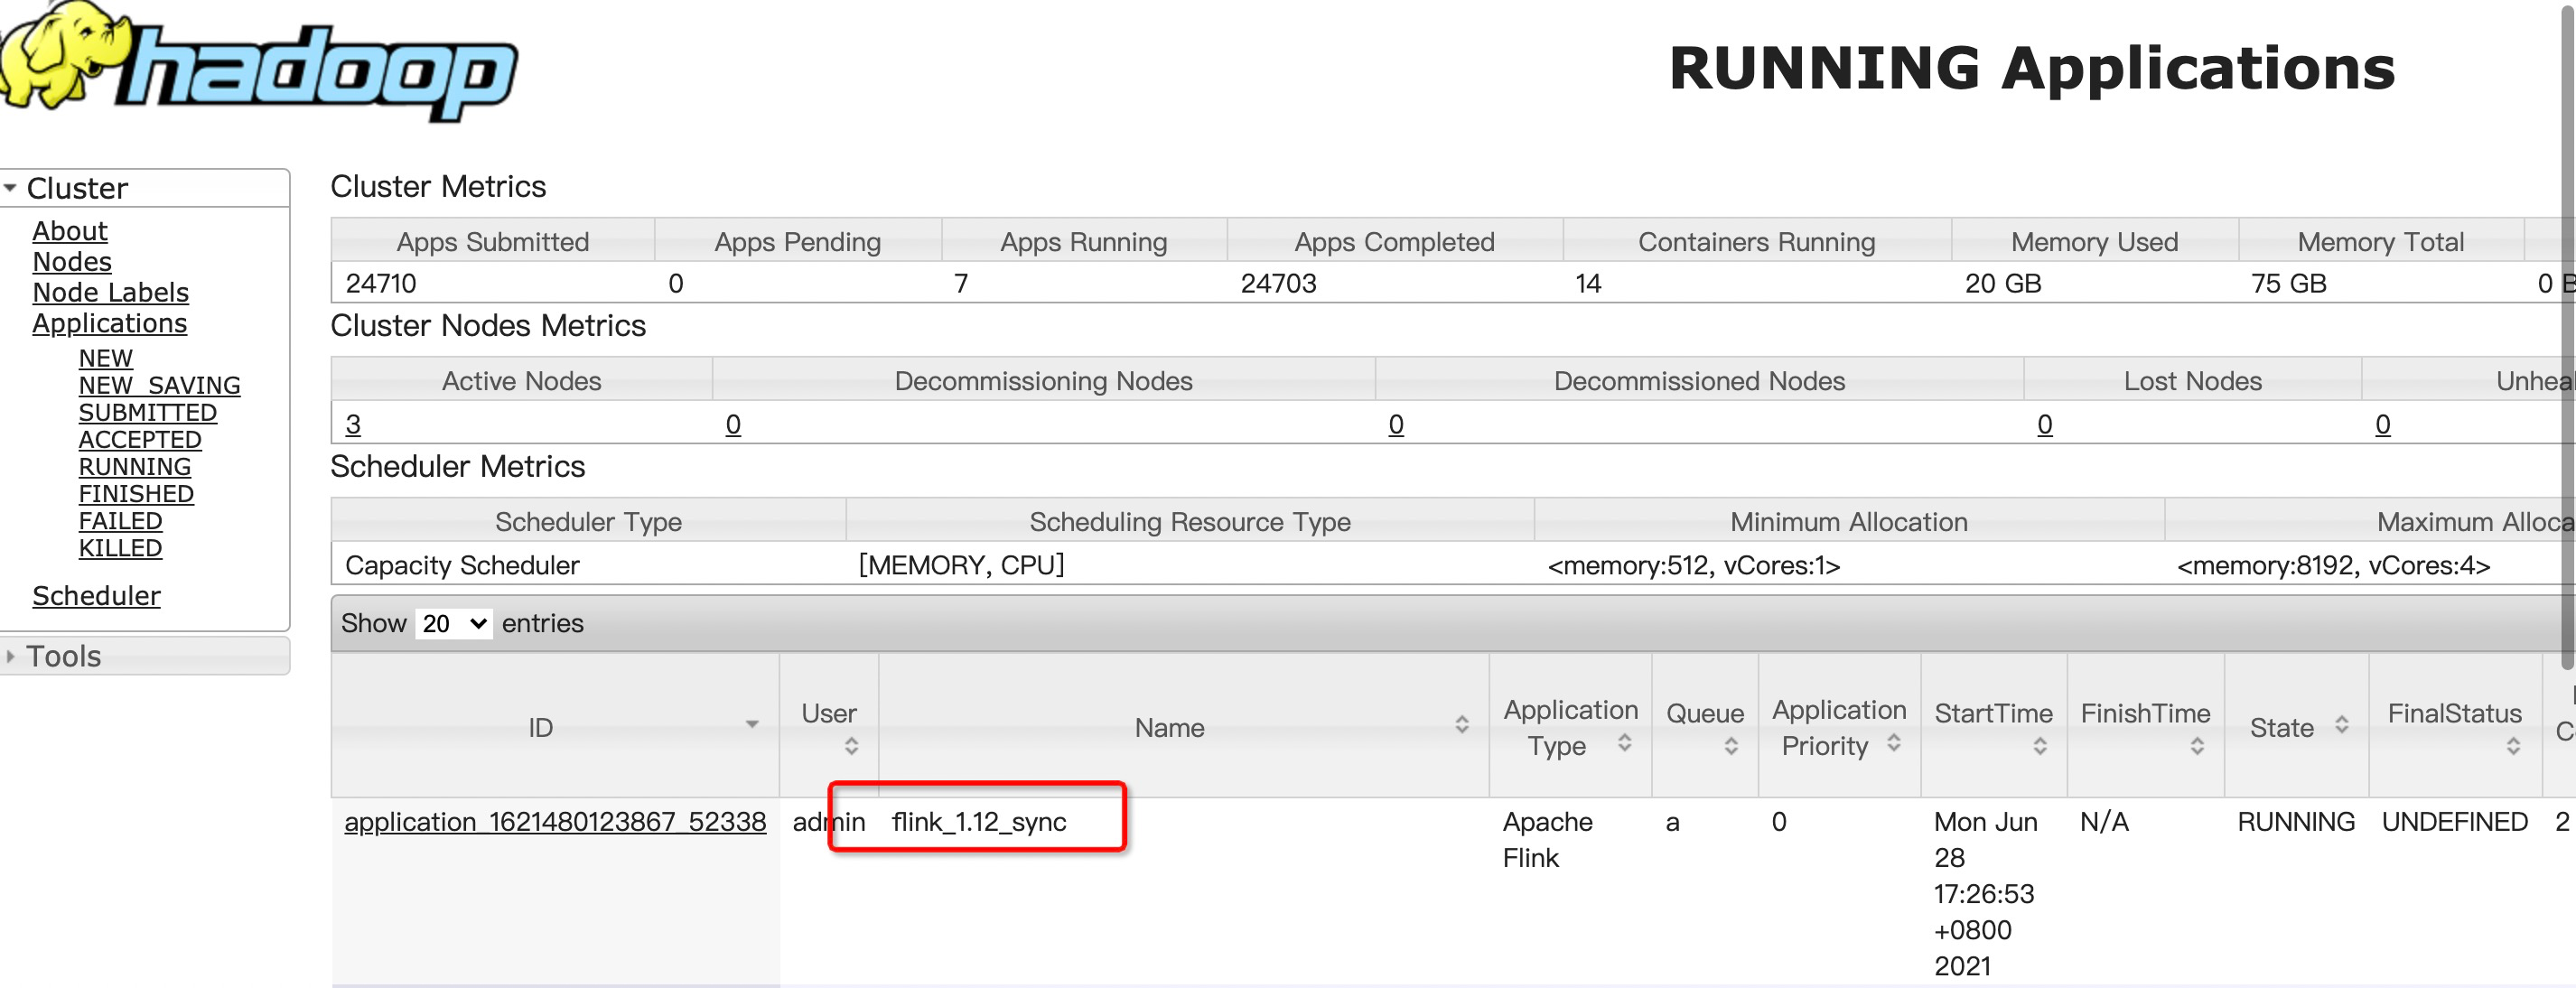 hadoop
RUNNING Applications
Cluster
About
Nodes
Node Labels
Applications
NEW
NEW_SAVING
SUBMITTED
ACCEPTED
RUNNING
FINISHED
FAILED
KILLED
Scheduler
Tools
Cluster Metrics
Apps Submitted Apps Pending Apps Running Apps Completed Containers Running Memory Used Memory Total
24710 0 7 24703 14 20 GB 75 GB 0 B
Cluster Nodes Metrics
Active Nodes Decommissioning Nodes Decommissioned Nodes Lost Nodes
3 0 0 0 0
Scheduler Metrics
Scheduler Type Scheduling Resource Type Minimum Allocation Maximum
Capacity Scheduler [MEMORY, CPU] <memory:512, vCores:1> <memory:8192, vCores:4>
Show 20 entries
ID User Name Application Type Queue Application Priority StartTime FinishTime State FinalStatus
application_1621480123867_52338 admin flink_1.12_sync Apache a 0 Mon Jun N/A RUNNING UNDEFINED 2
Flink 28
17:26:53
+0800
2021